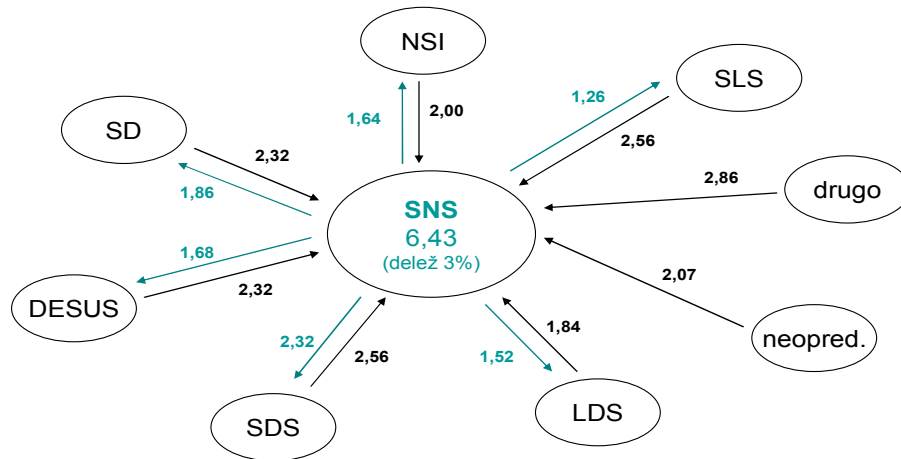 NSI
SLS
1,26
1,64
2,00
SD
2,32
2,56
1,86
2,86
drugo
SNS
6,43
(delež 3%)
1,68
2,07
DESUS
2,32
1,84
neopred.
2,32
2,56
1,52
SDS
LDS